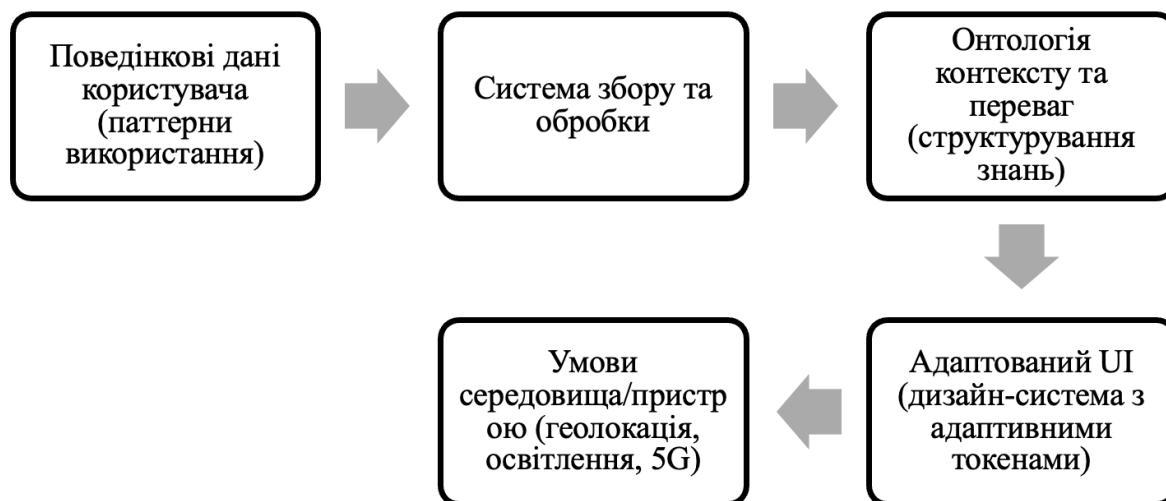 Поведінкові дані
користувача
(паттерни
використання)
Система збору та
обробки
Онтологія
контексту та
переваг
(структурування
знань)
Адаптований UI
(дизайн-система з
адаптивними
токенами)
Умови
середовища/пристр
ою (геолокація,
освітлення, 5G)